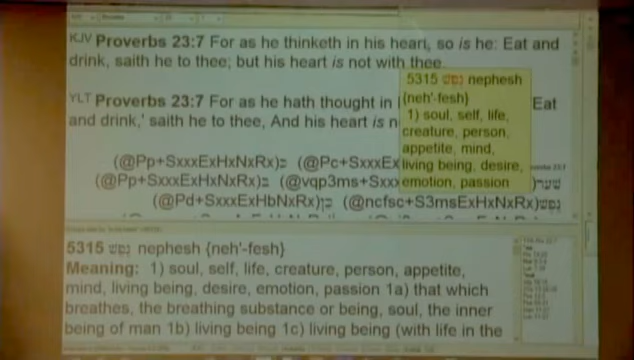 KJV Proverbs 23:7 For as he thinketh in his heart, so is he: Eat and
drink, saith he to thee; but his heart is not with thee.
YLT Proverbs 23:7 For as he hath thought in Eat
and drink,' saith he to thee, And his heart is n
5315 נפש nephesh
{neh'-fesh}
1) soul, self, life,
creature, person,
appetite, mind,
living being, desire,
emotion, passion
(@Pp+SxxxExHxNxRx) (@Pc+SxxxEx
(@Pp+SxxxExHxNxRx) (@vqp3ms+Sxxx
(@Pd+SxxxExHbNxRx) (@ncfsc+S3msExHxNxRx)
5315 נפש nephesh {neh'-fesh}
Meaning: 1) soul, self, life, creature, person, appetite,
mind, living being, desire, emotion, passion 1a) that which
breathes, the breathing substance or being, soul, the inner
being of man 1b) living being 1c) living being (with life in the